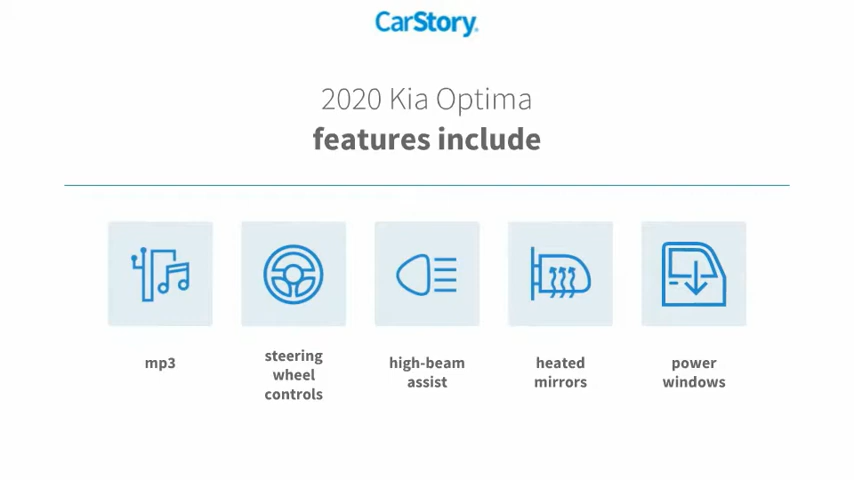 CarStory
2020 Kia Optima
features include
mp3
steering
wheel
controls
high-beam
assist
heated
mirrors
power
windows